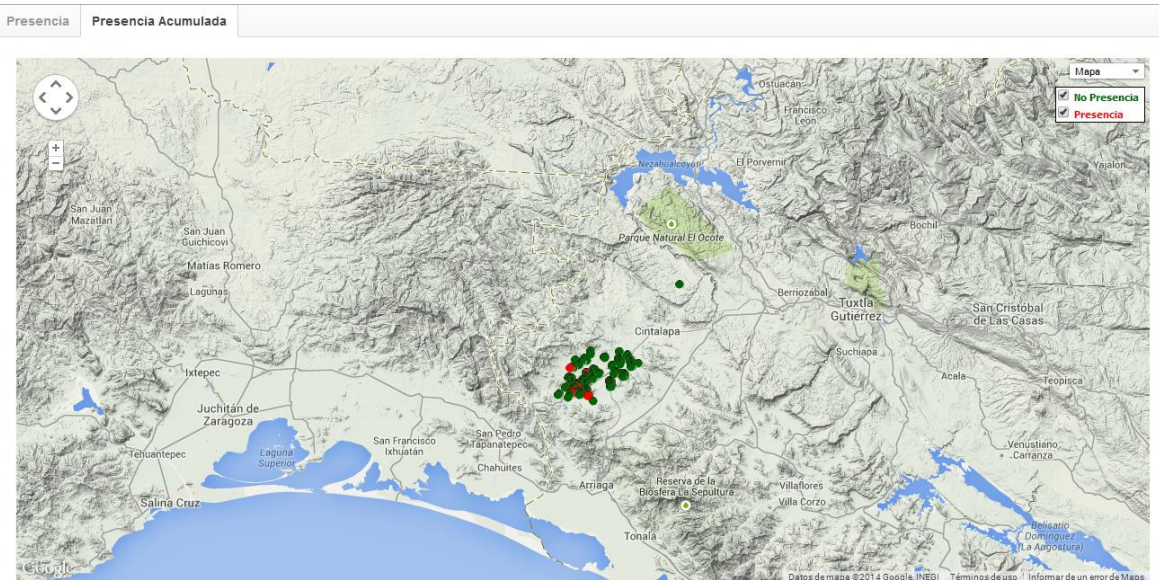 Presencia
Presencia Acumulada
Mapa
No Presencia
Presencia
Ostuacán
Francisco
León
Nezahualcoyotl
El Porvenir
Yajalón
San Juan
Mazatlan
San Juan
Guichicovi
Bochil
Parque Natural El Ocote
Matías Romero
Lagunas
Berriozabal
Tuxtla
Gutiérrez
San Cristóbal
de Las Casas
Cintalapa
Suchiapa
Ixtepec
Acala
Teopisca
Juchitán de
Zaragoza
San Francisco
Ixhuatán
San Pedro
Tapanatepec
Venustiano
Carranza
Tehuantepec
Laguna
Superior
Chahuites
Arriaga
Reserva de la
Biosfera La Sepultura
Villaflores
Villa Corzo
Salina Cruz
Belisario
Domínguez
(La Angostura)
Tonalá
Google
Datos de mapa ©2014 Google, INEGI
Términos de uso
Informar de un error de Maps